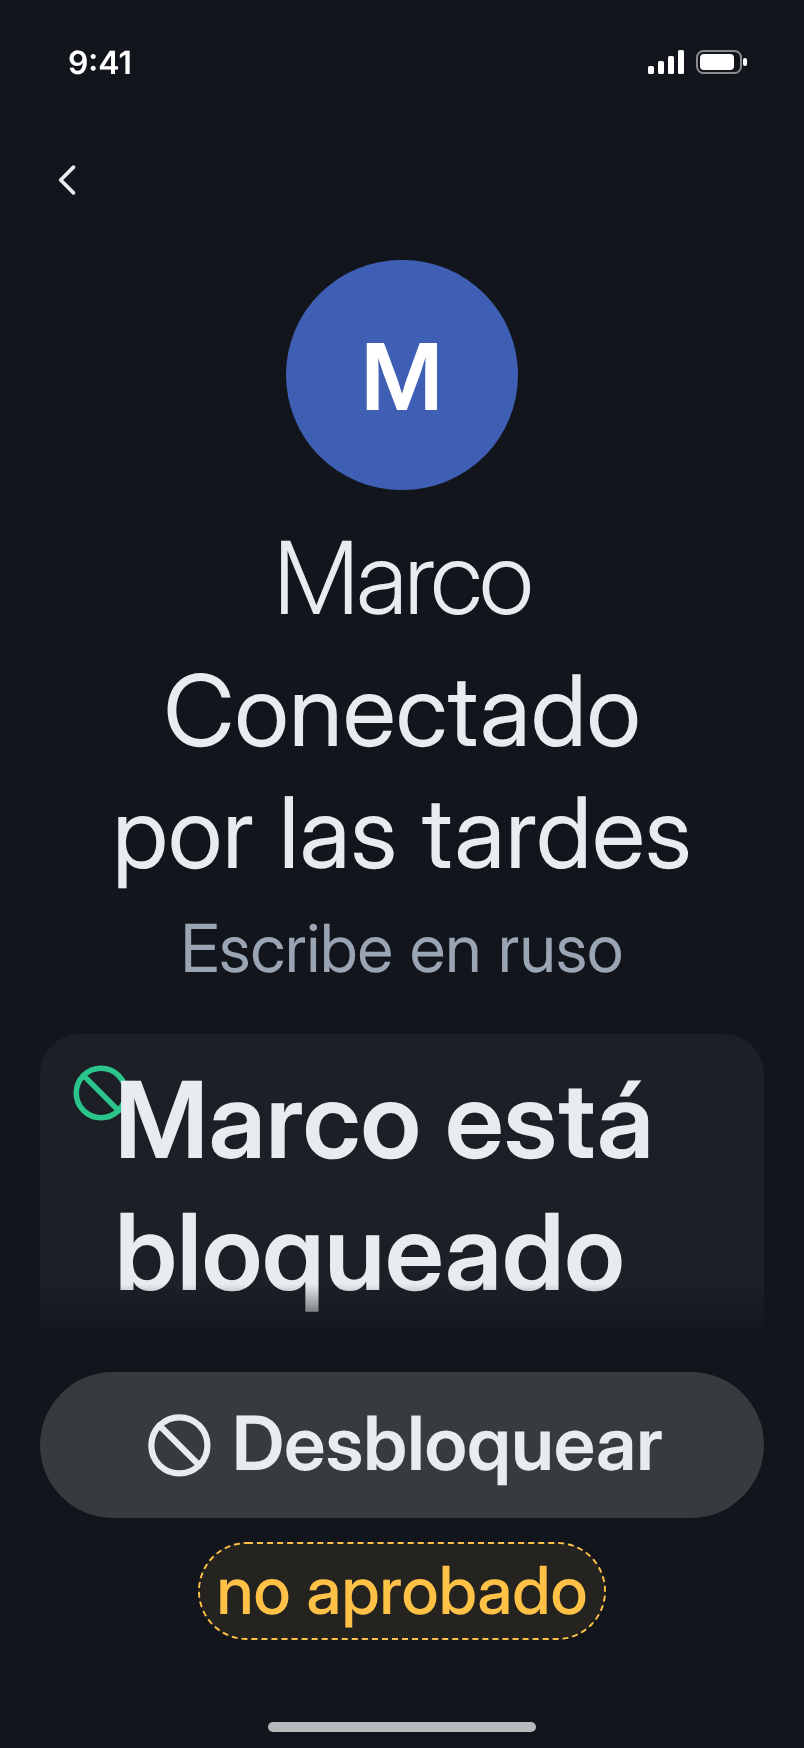 9:41
M
Marco
Conectado
por las tardes
Escribe en ruso
Marco está
bloqueado
Desbloquear
no aprobado